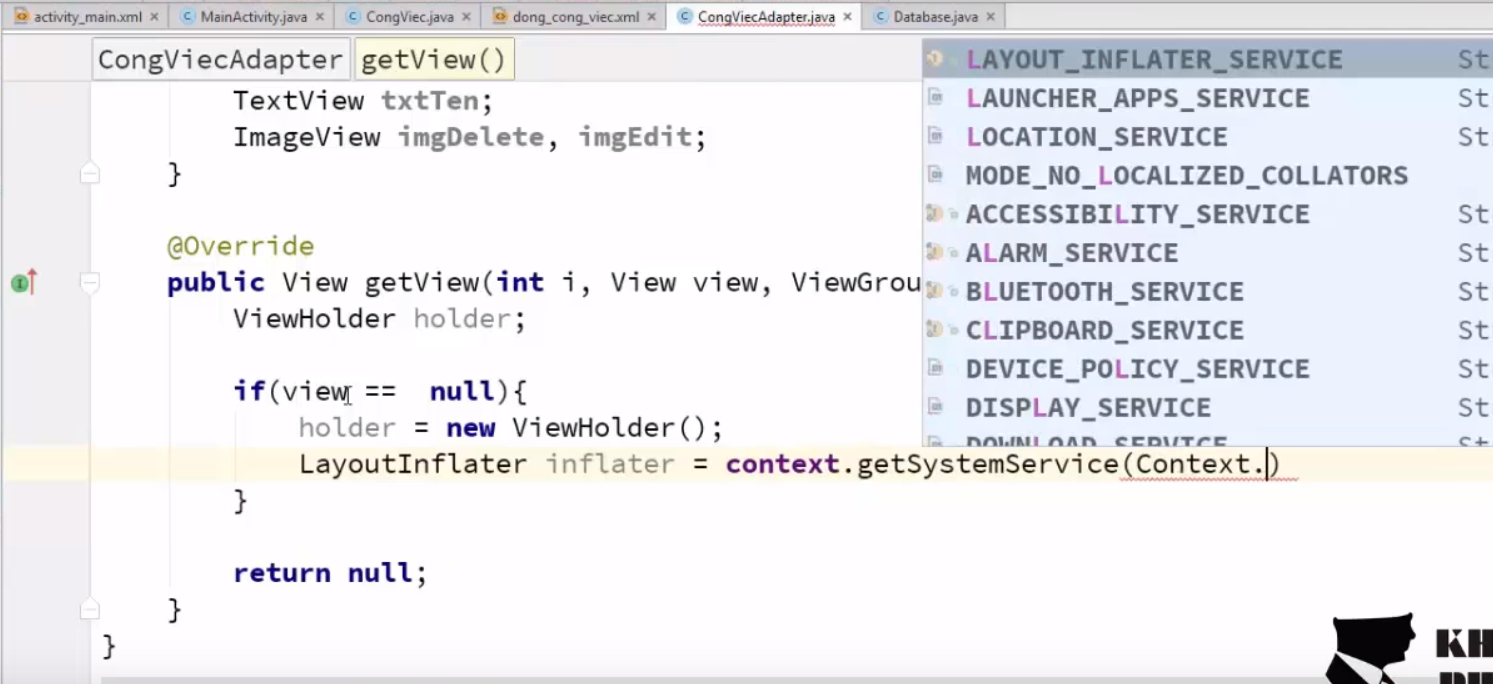 activity_main.xml × MainActivity.java × CongViec.java × dong_cong_viec.xml × CongViecAdapter.java × Database.java ×
CongViecAdapter getView()
TextView txtTen;
ImageView imgDelete, imgEdit;
}
@Override
public View getView(int i, View view, ViewGrou
ViewHolder holder;
if(view == null){
holder = new ViewHolder();
LayoutInflater inflater = context.getSystemService(Context.)
}
return null;
}
}
LAYOUT_INFLATER_SERVICE St
LAUNCHER_APPS_SERVICE St
LOCATION_SERVICE St
MODE_NO_LOCALIZED_COLLATORS
ACCESSIBILITY_SERVICE St
ALARM_SERVICE St
BLUETOOTH_SERVICE St
CLIPBOARD_SERVICE St
DEVICE_POLICY_SERVICE St
DISPLAY_SERVICE St
DOWNLOAD_SERVICE St
KH